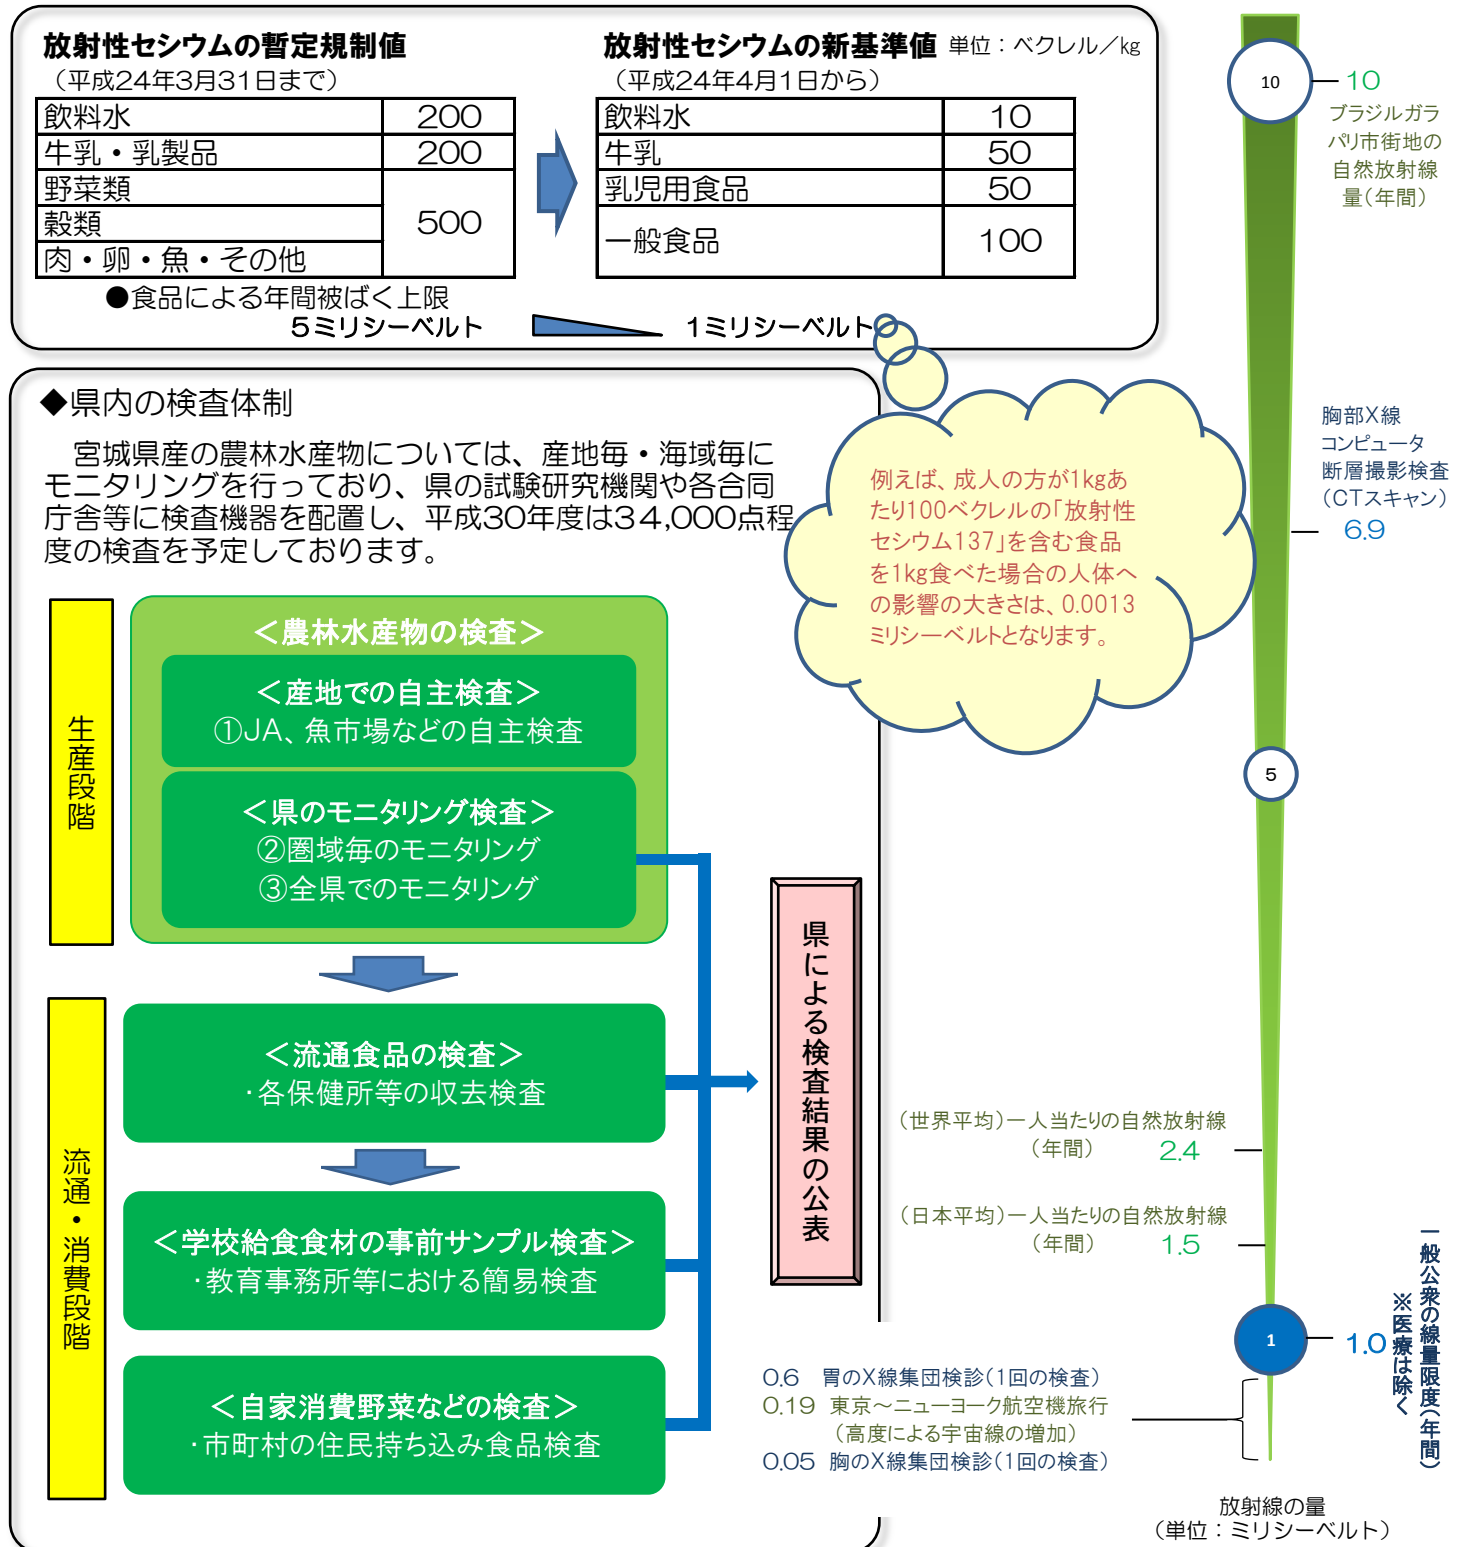 放射性セシウムの暫定規制値
（平成24年3月31日まで）
飲料水 200
牛乳・乳製品 200
野菜類
穀類 500
肉・卵・魚・その他
放射性セシウムの新基準値 単位：ベクレル／kg
（平成24年4月1日から）
飲料水 10
牛乳 50
乳児用食品 50
一般食品 100
●食品による年間被ばく上限
5ミリシーベルト 1ミリシーベルト
◆県内の検査体制
宮城県産の農林水産物については、産地毎・海域毎に
モニタリングを行っており、県の試験研究機関や各合同
庁舎等に検査機器を配置し、平成30年度は34,000点程
度の検査を予定しております。
例えば、成人の方が1kgあ
たり100ベクレルの「放射性
セシウム137」を含む食品
を1kg食べた場合の人体へ
の影響の大きさは、0.0013
ミリシーベルトとなります。
生産段階
＜農林水産物の検査＞
＜産地での自主検査＞
①JA、魚市場などの自主検査
＜県のモニタリング検査＞
②圏域毎のモニタリング
③全県でのモニタリング
流通・消費段階
＜流通食品の検査＞
・各保健所等の収去検査
＜学校給食食材の事前サンプル検査＞
・教育事務所等における簡易検査
＜自家消費野菜などの検査＞
・市町村の住民持ち込み食品検査
県による検査結果の公表
10
10
ブラジルガラ
パリ市街地の
自然放射線
量（年間）
胸部X線
コンピュータ
断層撮影検査
（CTスキャン）
6.9
5
（世界平均）一人当たりの自然放射線
（年間） 2.4
（日本平均）一人当たりの自然放射線
（年間） 1.5
1
1.0
一般公衆の線量限度（年間）
※医療は除く
0.6 胃のX線集団検診（1回の検査）
0.19 東京～ニューヨーク航空機旅行
（高度による宇宙線の増加）
0.05 胸のX線集団検診（1回の検査）
放射線の量
（単位：ミリシーベルト）